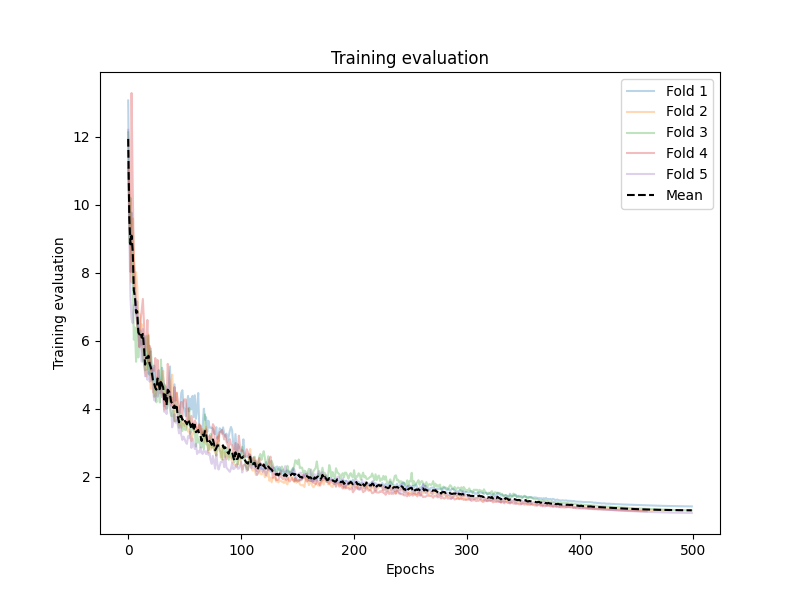 Training evaluation
Training evaluation
12
10
8
6
4
2
0
100
200
300
400
500
Epochs
Fold 1
Fold 2
Fold 3
Fold 4
Fold 5
Mean